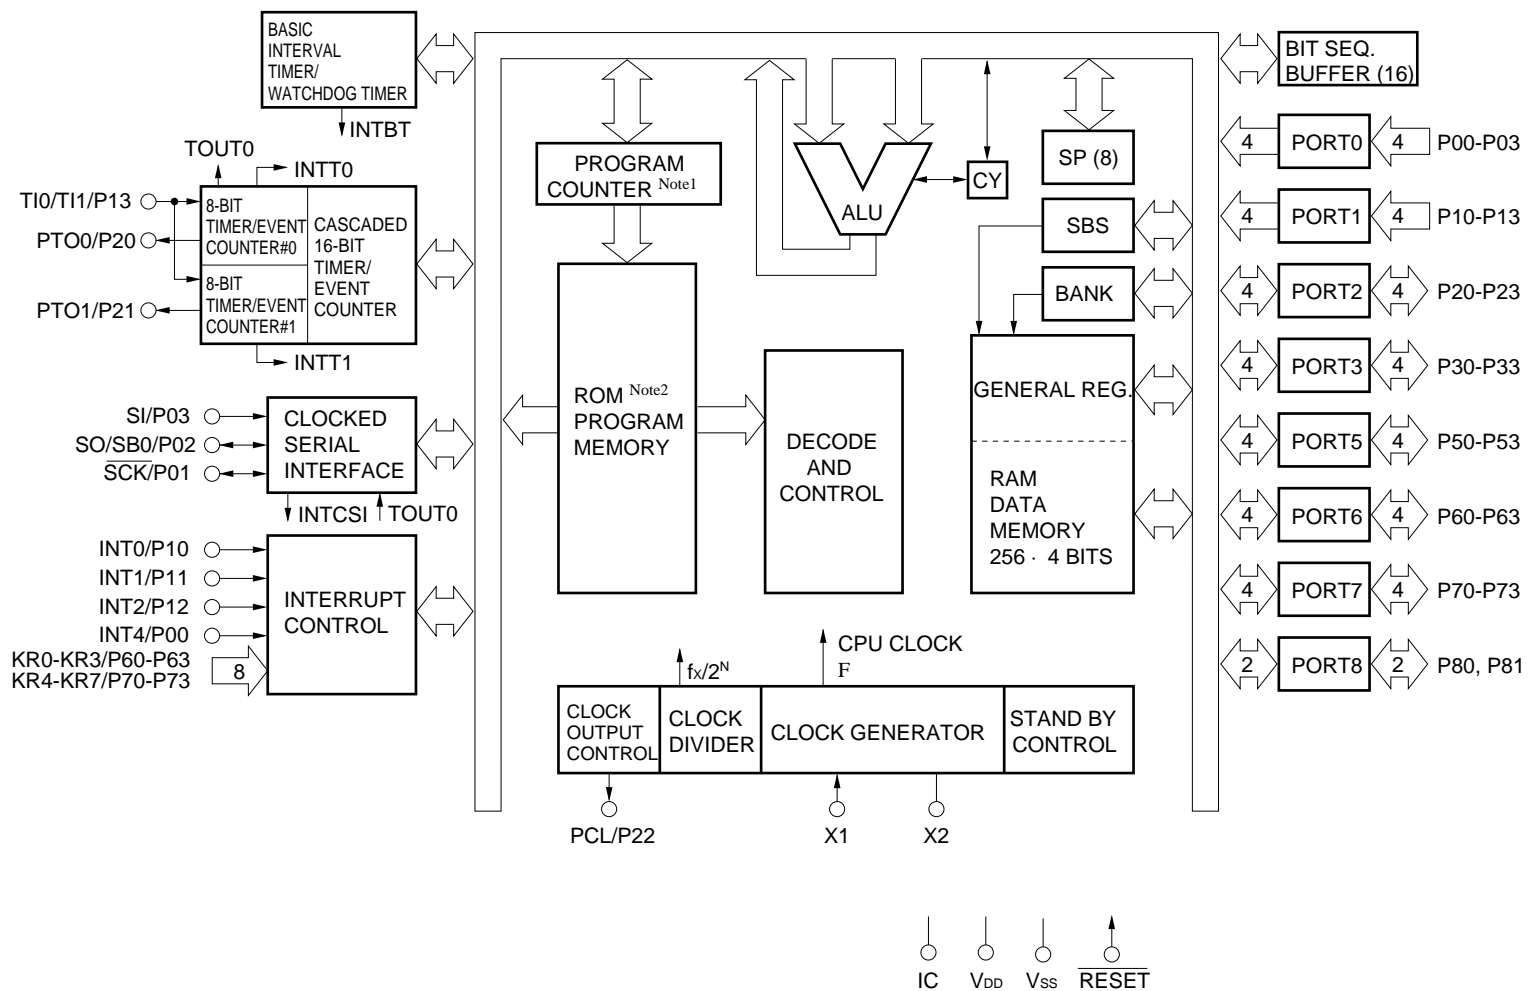 BASIC
INTERVAL
TIMER/
WATCHDOG TIMER
INTBT
TOUT0
INTT0
TI0/TI1/P13
PTO0/P20
PTO1/P21
8-BIT
TIMER/EVENT
COUNTER#0
8-BIT
TIMER/EVENT
COUNTER#1
CASCADED
16-BIT
TIMER/
EVENT
COUNTER
INTT1
SI/P03
SO/SB0/P02
SCK/P01
CLOCKED
SERIAL
INTERFACE
INTCSI
TOUT0
INT0/P10
INT1/P11
INT2/P12
INT4/P00
KR0-KR3/P60-P63
KR4-KR7/P70-P73
8
INTERRUPT
CONTROL
PROGRAM
COUNTER Note1
ALU
CY
SP (8)
SBS
BANK
ROM Note2
PROGRAM
MEMORY
DECODE
AND
CONTROL
GENERAL REG.
RAM
DATA
MEMORY
256 · 4 BITS
fx/2N
CPU CLOCK
F
CLOCK
OUTPUT
CONTROL
CLOCK
DIVIDER
CLOCK GENERATOR
STAND BY
CONTROL
PCL/P22
X1
X2
BIT SEQ.
BUFFER (16)
4 PORT0 4 P00-P03
4 PORT1 4 P10-P13
4 PORT2 4 P20-P23
4 PORT3 4 P30-P33
4 PORT5 4 P50-P53
4 PORT6 4 P60-P63
4 PORT7 4 P70-P73
2 PORT8 2 P80, P81
IC
VDD
VSS
RESET